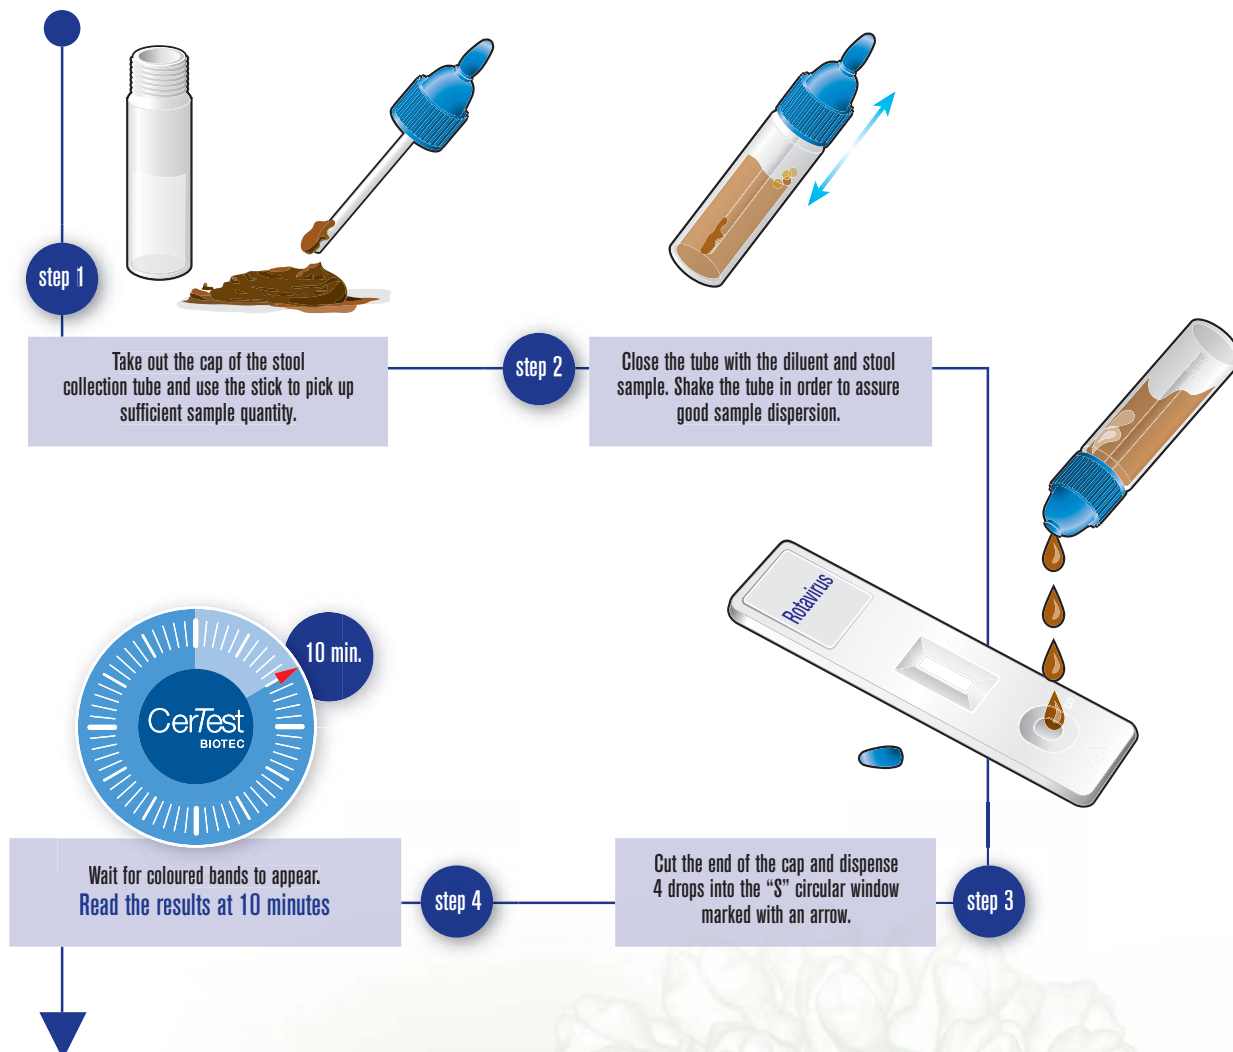 step 1
Take out the cap of the stool
collection tube and use the stick to pick up
sufficient sample quantity.
step 2
Close the tube with the diluent and stool
sample. Shake the tube in order to assure
good sample dispersion.
Rotavirus
S
step 3
Cut the end of the cap and dispense
4 drops into the “S” circular window
marked with an arrow.
10 min.
CerTest
BIOTEC
step 4
Wait for coloured bands to appear.
Read the results at 10 minutes